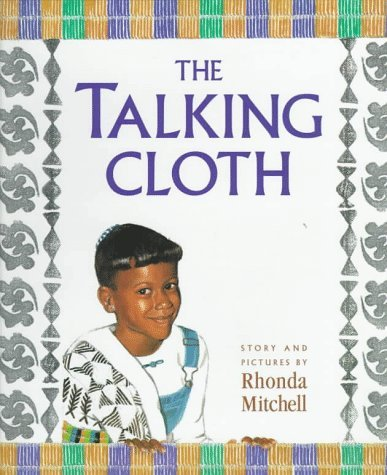 THE
TALKING
CLOTH
STORY AND
PICTURES BY
Rhonda
Mitchell